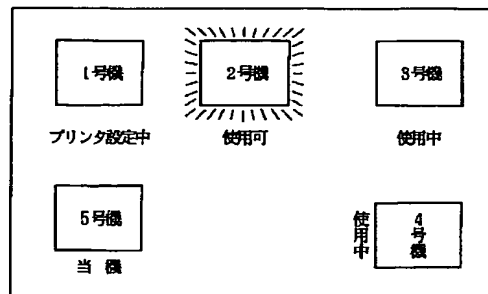 1号機
プリンタ設定中
2号機
使用可
3号機
使用中
5号機
当 機
4号機
使用中